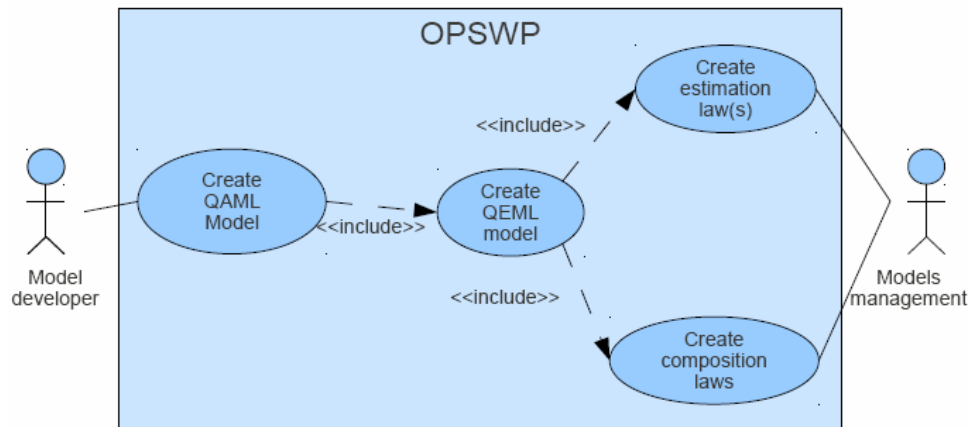 OPSWP
Create
estimation
law(s)
<<include>>
Create
QAML
Model
<<include>>
Create
QEML
model
Model
developer
Models
management
<<include>>
Create
composition
laws